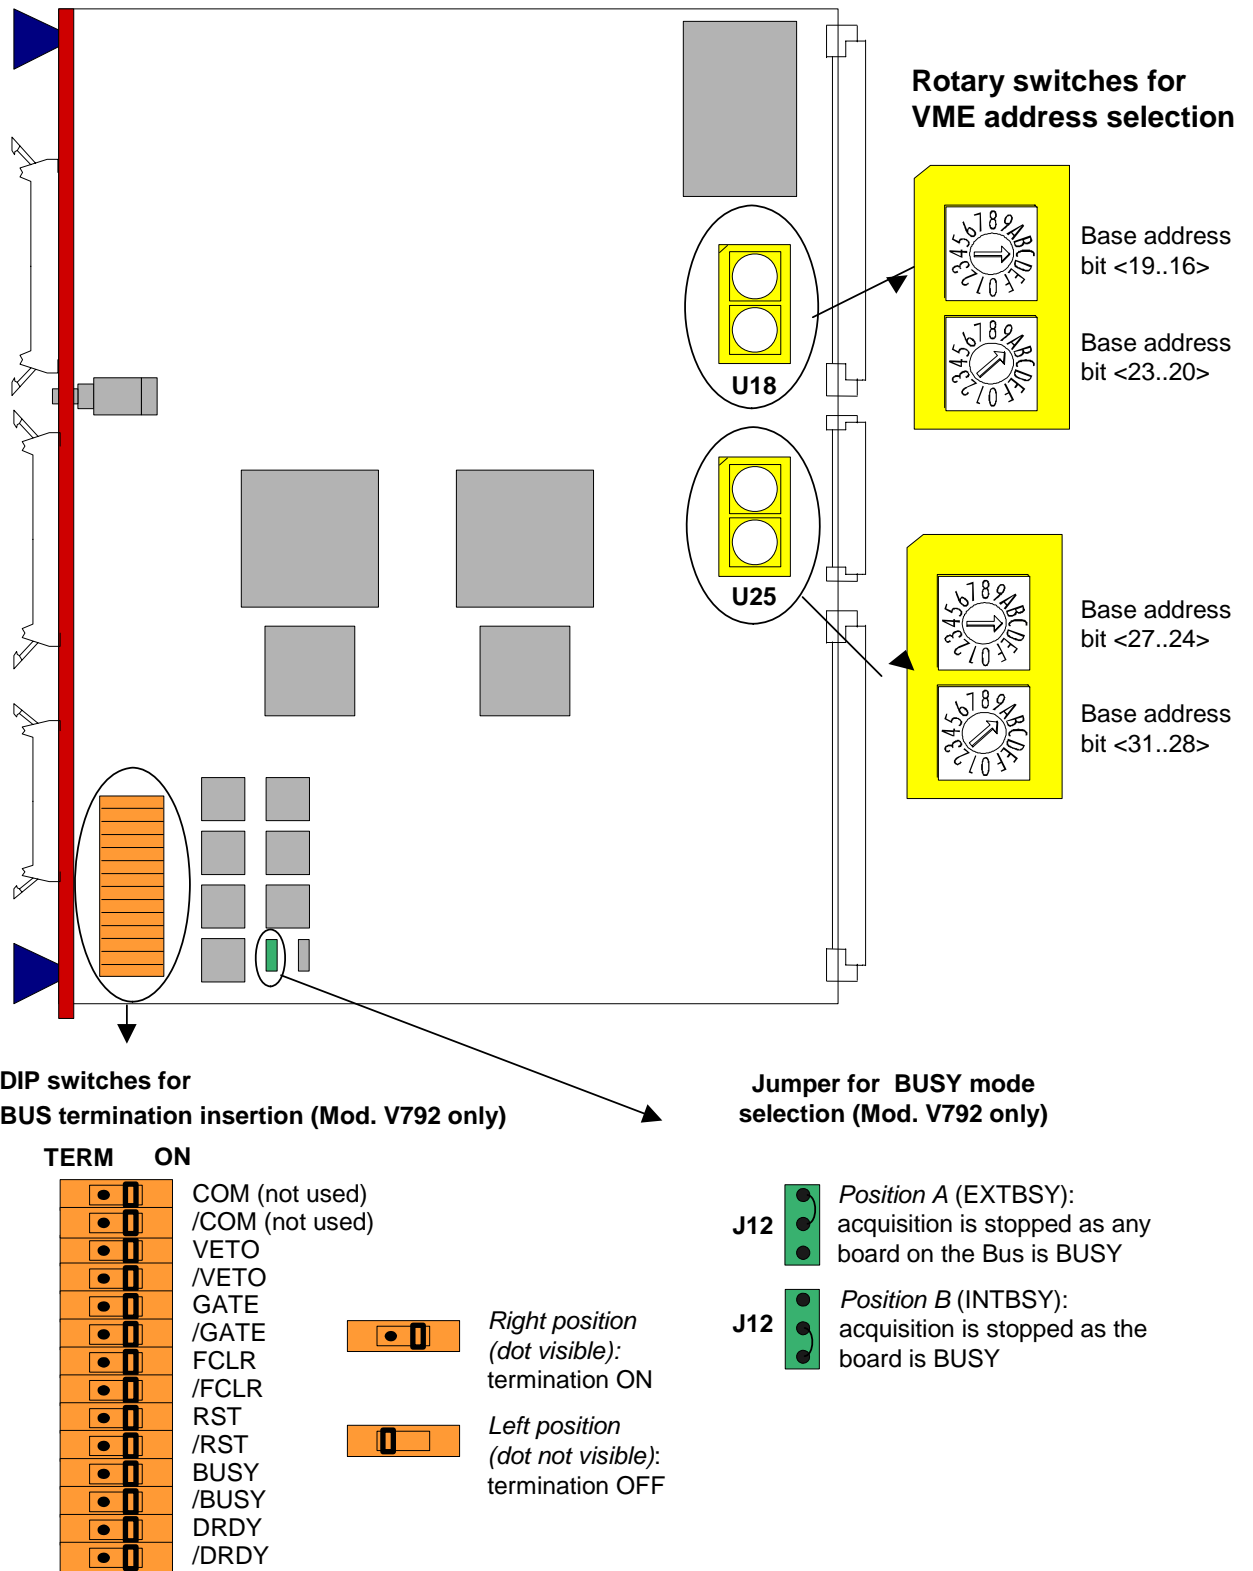 Rotary switches for
VME address selection
6789ABCDEF012345
Base address
bit <19..16>
6789ABCDEF012345
Base address
bit <23..20>
U18
U25
6789ABCDEF012345
Base address
bit <27..24>
6789ABCDEF012345
Base address
bit <31..28>
DIP switches for
BUS termination insertion (Mod. V792 only)
TERM ON
COM (not used)
/COM (not used)
VETO
/VETO
GATE
/GATE
FCLR
/FCLR
RST
/RST
BUSY
/BUSY
DRDY
/DRDY
Right position
(dot visible):
termination ON
Left position
(dot not visible):
termination OFF
Jumper for BUSY mode
selection (Mod. V792 only)
J12
Position A (EXTBSY):
acquisition is stopped as any
board on the Bus is BUSY
J12
Position B (INTBSY):
acquisition is stopped as the
board is BUSY